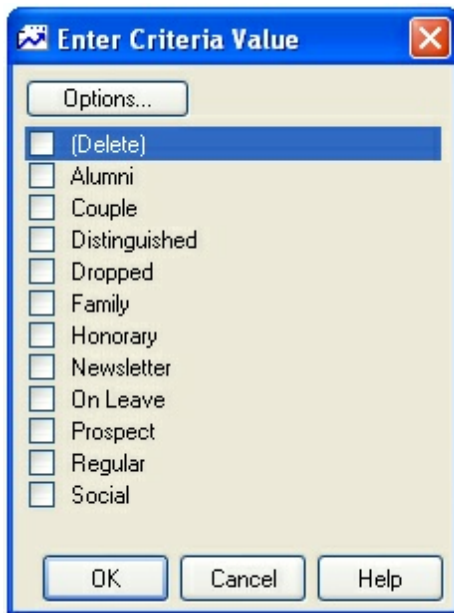 Enter Criteria Value
Options...
(Delete)
Alumni
Couple
Distinguished
Dropped
Family
Honorary
Newsletter
On Leave
Prospect
Regular
Social
OK Cancel Help